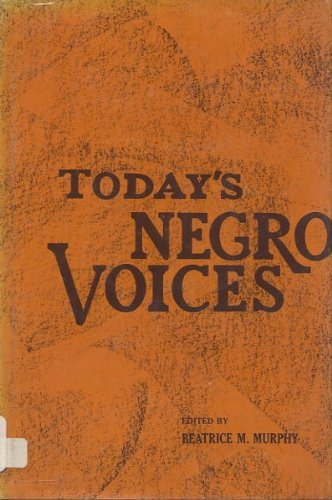 TODAY'S
NEGRO
VOICES
EDITED BY
BEATRICE M. MURPHY